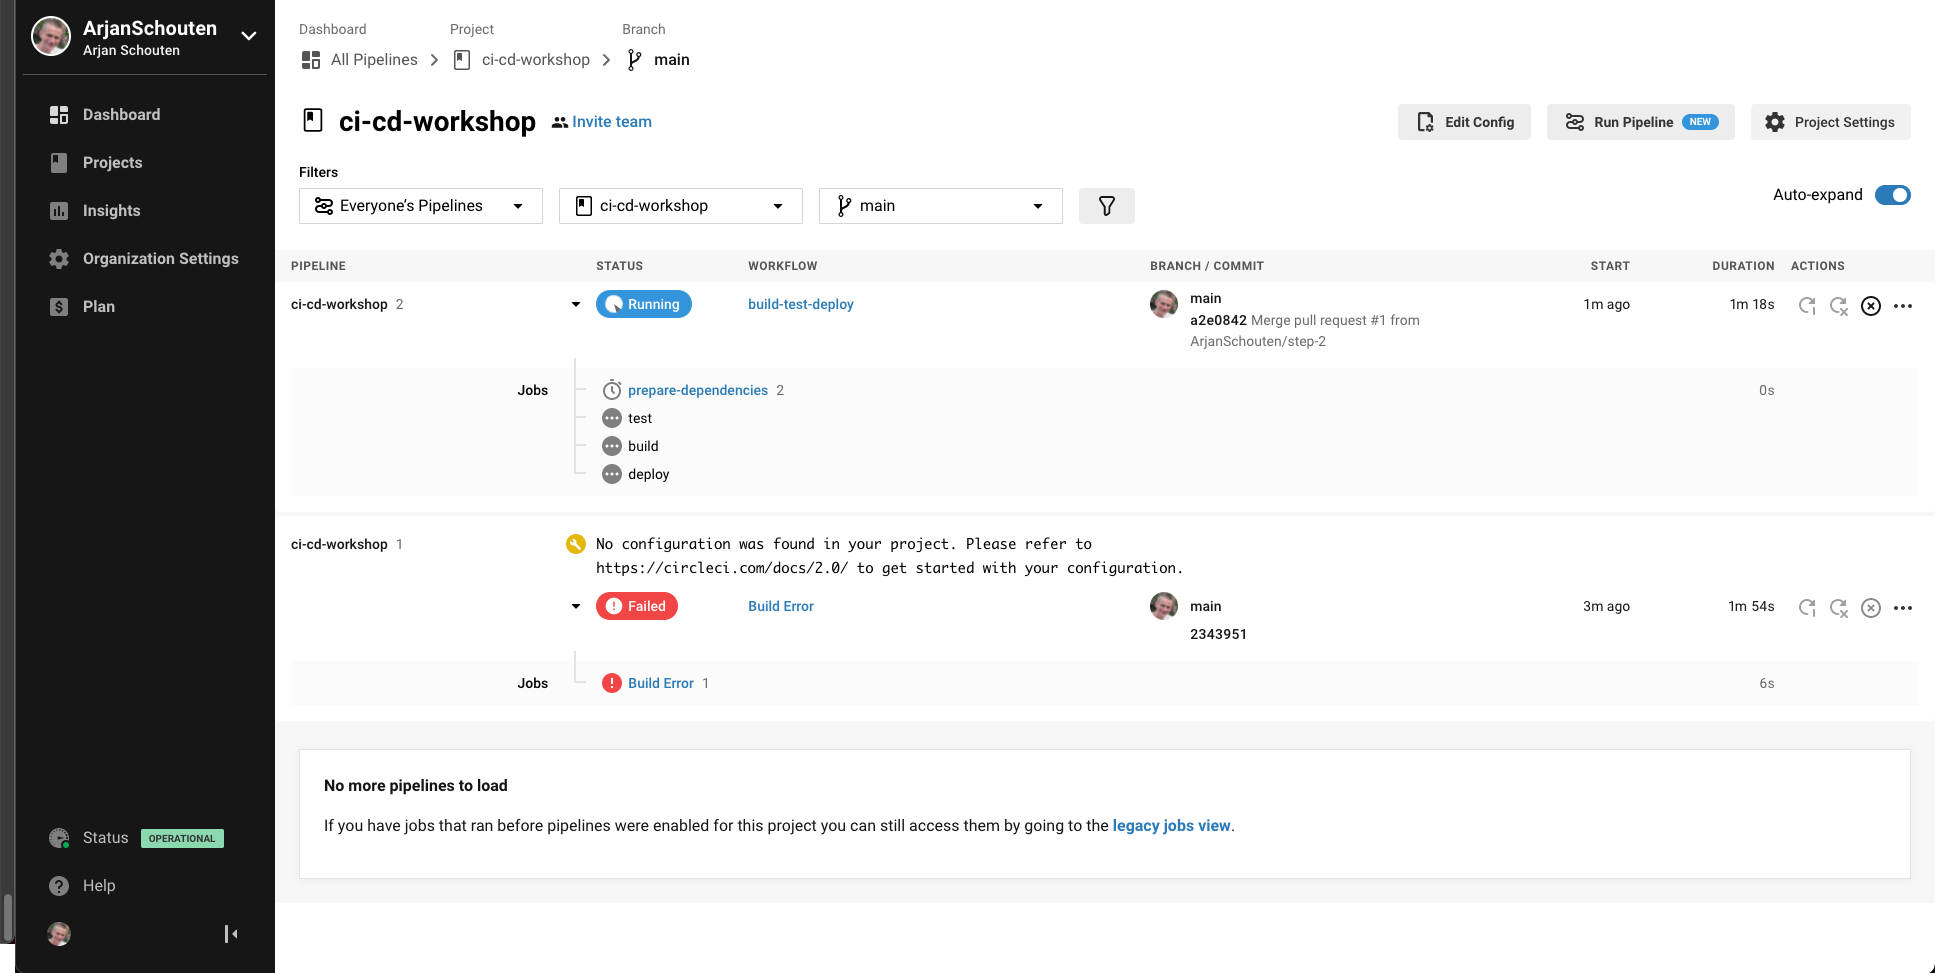 ArjanSchouten
Arjan Schouten
Dashboard
Projects
Insights
Organization Settings
$ Plan
Status OPERATIONAL
? Help
Dashboard Project Branch
All Pipelines ci-cd-workshop main
ci-cd-workshop Invite team
Edit Config Run Pipeline NEW Project Settings
Filters
Everyone’s Pipelines ci-cd-workshop main
Auto-expand
PIPELINE STATUS WORKFLOW BRANCH / COMMIT START DURATION ACTIONS
ci-cd-workshop 2 Running build-test-deploy main 1m ago 1m 18s
a2e0842 Merge pull request #1 from
ArjanSchouten/step-2
Jobs prepare-dependencies 2 0s
test
build
deploy
ci-cd-workshop 1 No configuration was found in your project. Please refer to
https://circleci.com/docs/2.0/ to get started with your configuration.
! Failed Build Error main 3m ago 1m 54s
2343951
Jobs ! Build Error 1 6s
No more pipelines to load
If you have jobs that ran before pipelines were enabled for this project you can still access them by going to the legacy jobs view.